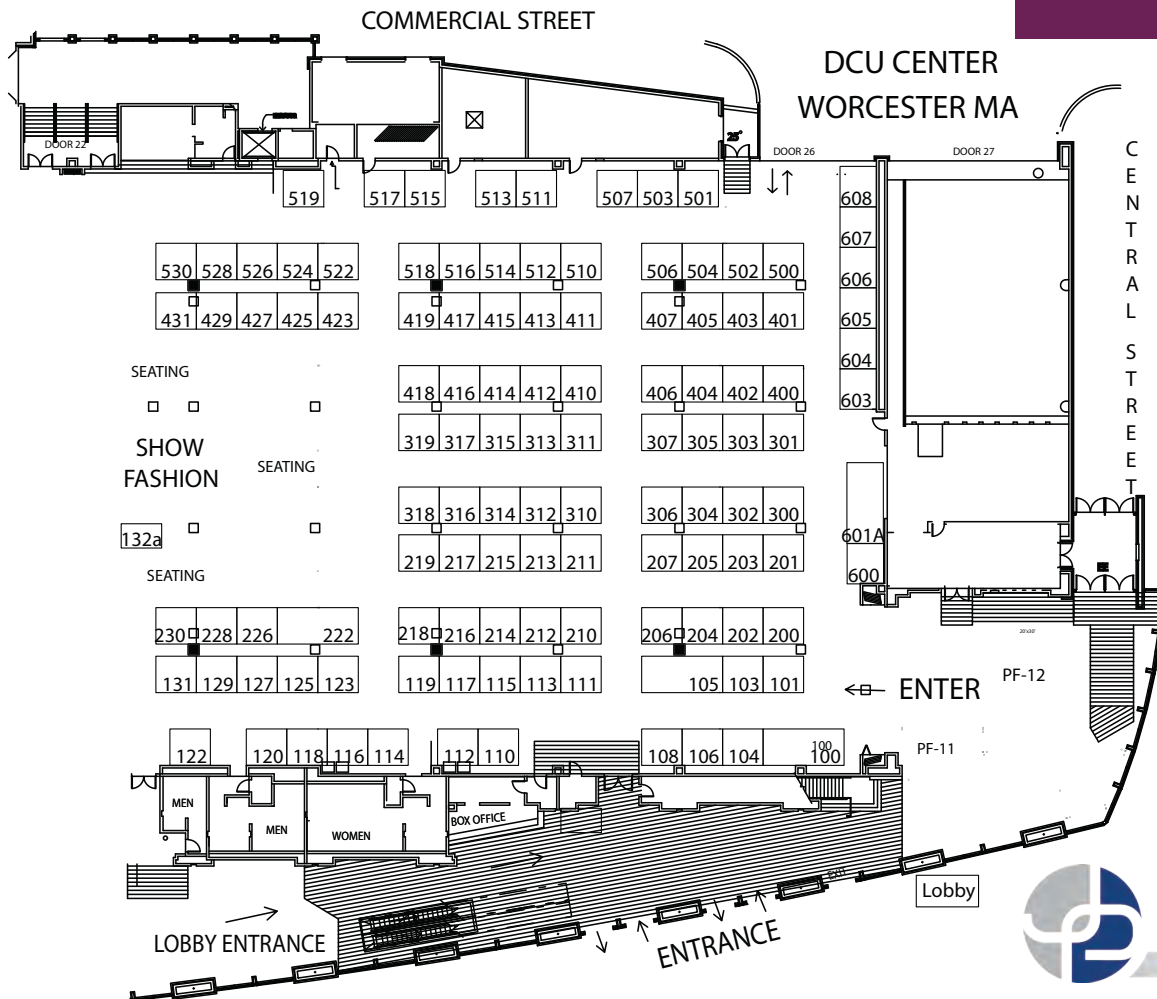 COMMERCIAL STREET
DCU CENTER
WORCESTER MA
DOOR 22
25'
DOOR 26
DOOR 27
CENTRAL STREET
519 517 515 513 511 507 503 501
608
607
606
605
604
603
601A
600
530 528 526 524 522 518 516 514 512 510 506 504 502 500
431 429 427 425 423 419 417 415 413 411 407 405 403 401
SEATING
418 416 414 412 410 406 404 402 400
319 317 315 313 311 307 305 303 301
SHOW
FASHION
SEATING
132a
SEATING
318 316 314 312 310 306 304 302 300
219 217 215 213 211 207 205 203 201
230 228 226 222 218 216 214 212 210 206 204 202 200
131 129 127 125 123 119 117 115 113 111 105 103 101
20'x30'
PF-12
ENTER
PF-11
122 120 118 116 114 112 110 108 106 104 100 100
MEN
MEN
WOMEN
BOX OFFICE
EXIT
Lobby
LOBBY ENTRANCE
ENTRANCE